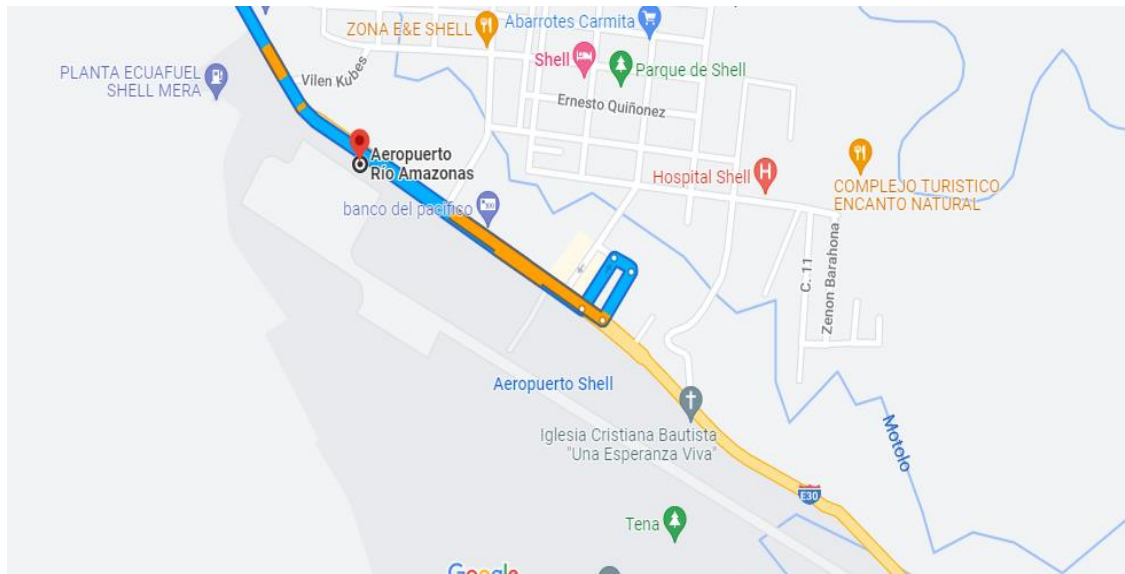 Abarrotes Carmita
ZONA E&E SHELL
Shell
Parque de Shell
PLANTA ECUAFUEL
SHELL MERA
Vilen Kubes
Ernesto Quiñonez
Aeropuerto
Río Amazonas
Hospital Shell
H
COMPLEJO TURISTICO
ENCANTO NATURAL
banco del pacífico
C. 11
Zenon Barahona
Aeropuerto Shell
Iglesia Cristiana Bautista
"Una Esperanza Viva"
Motolo
E30
Tena
Google